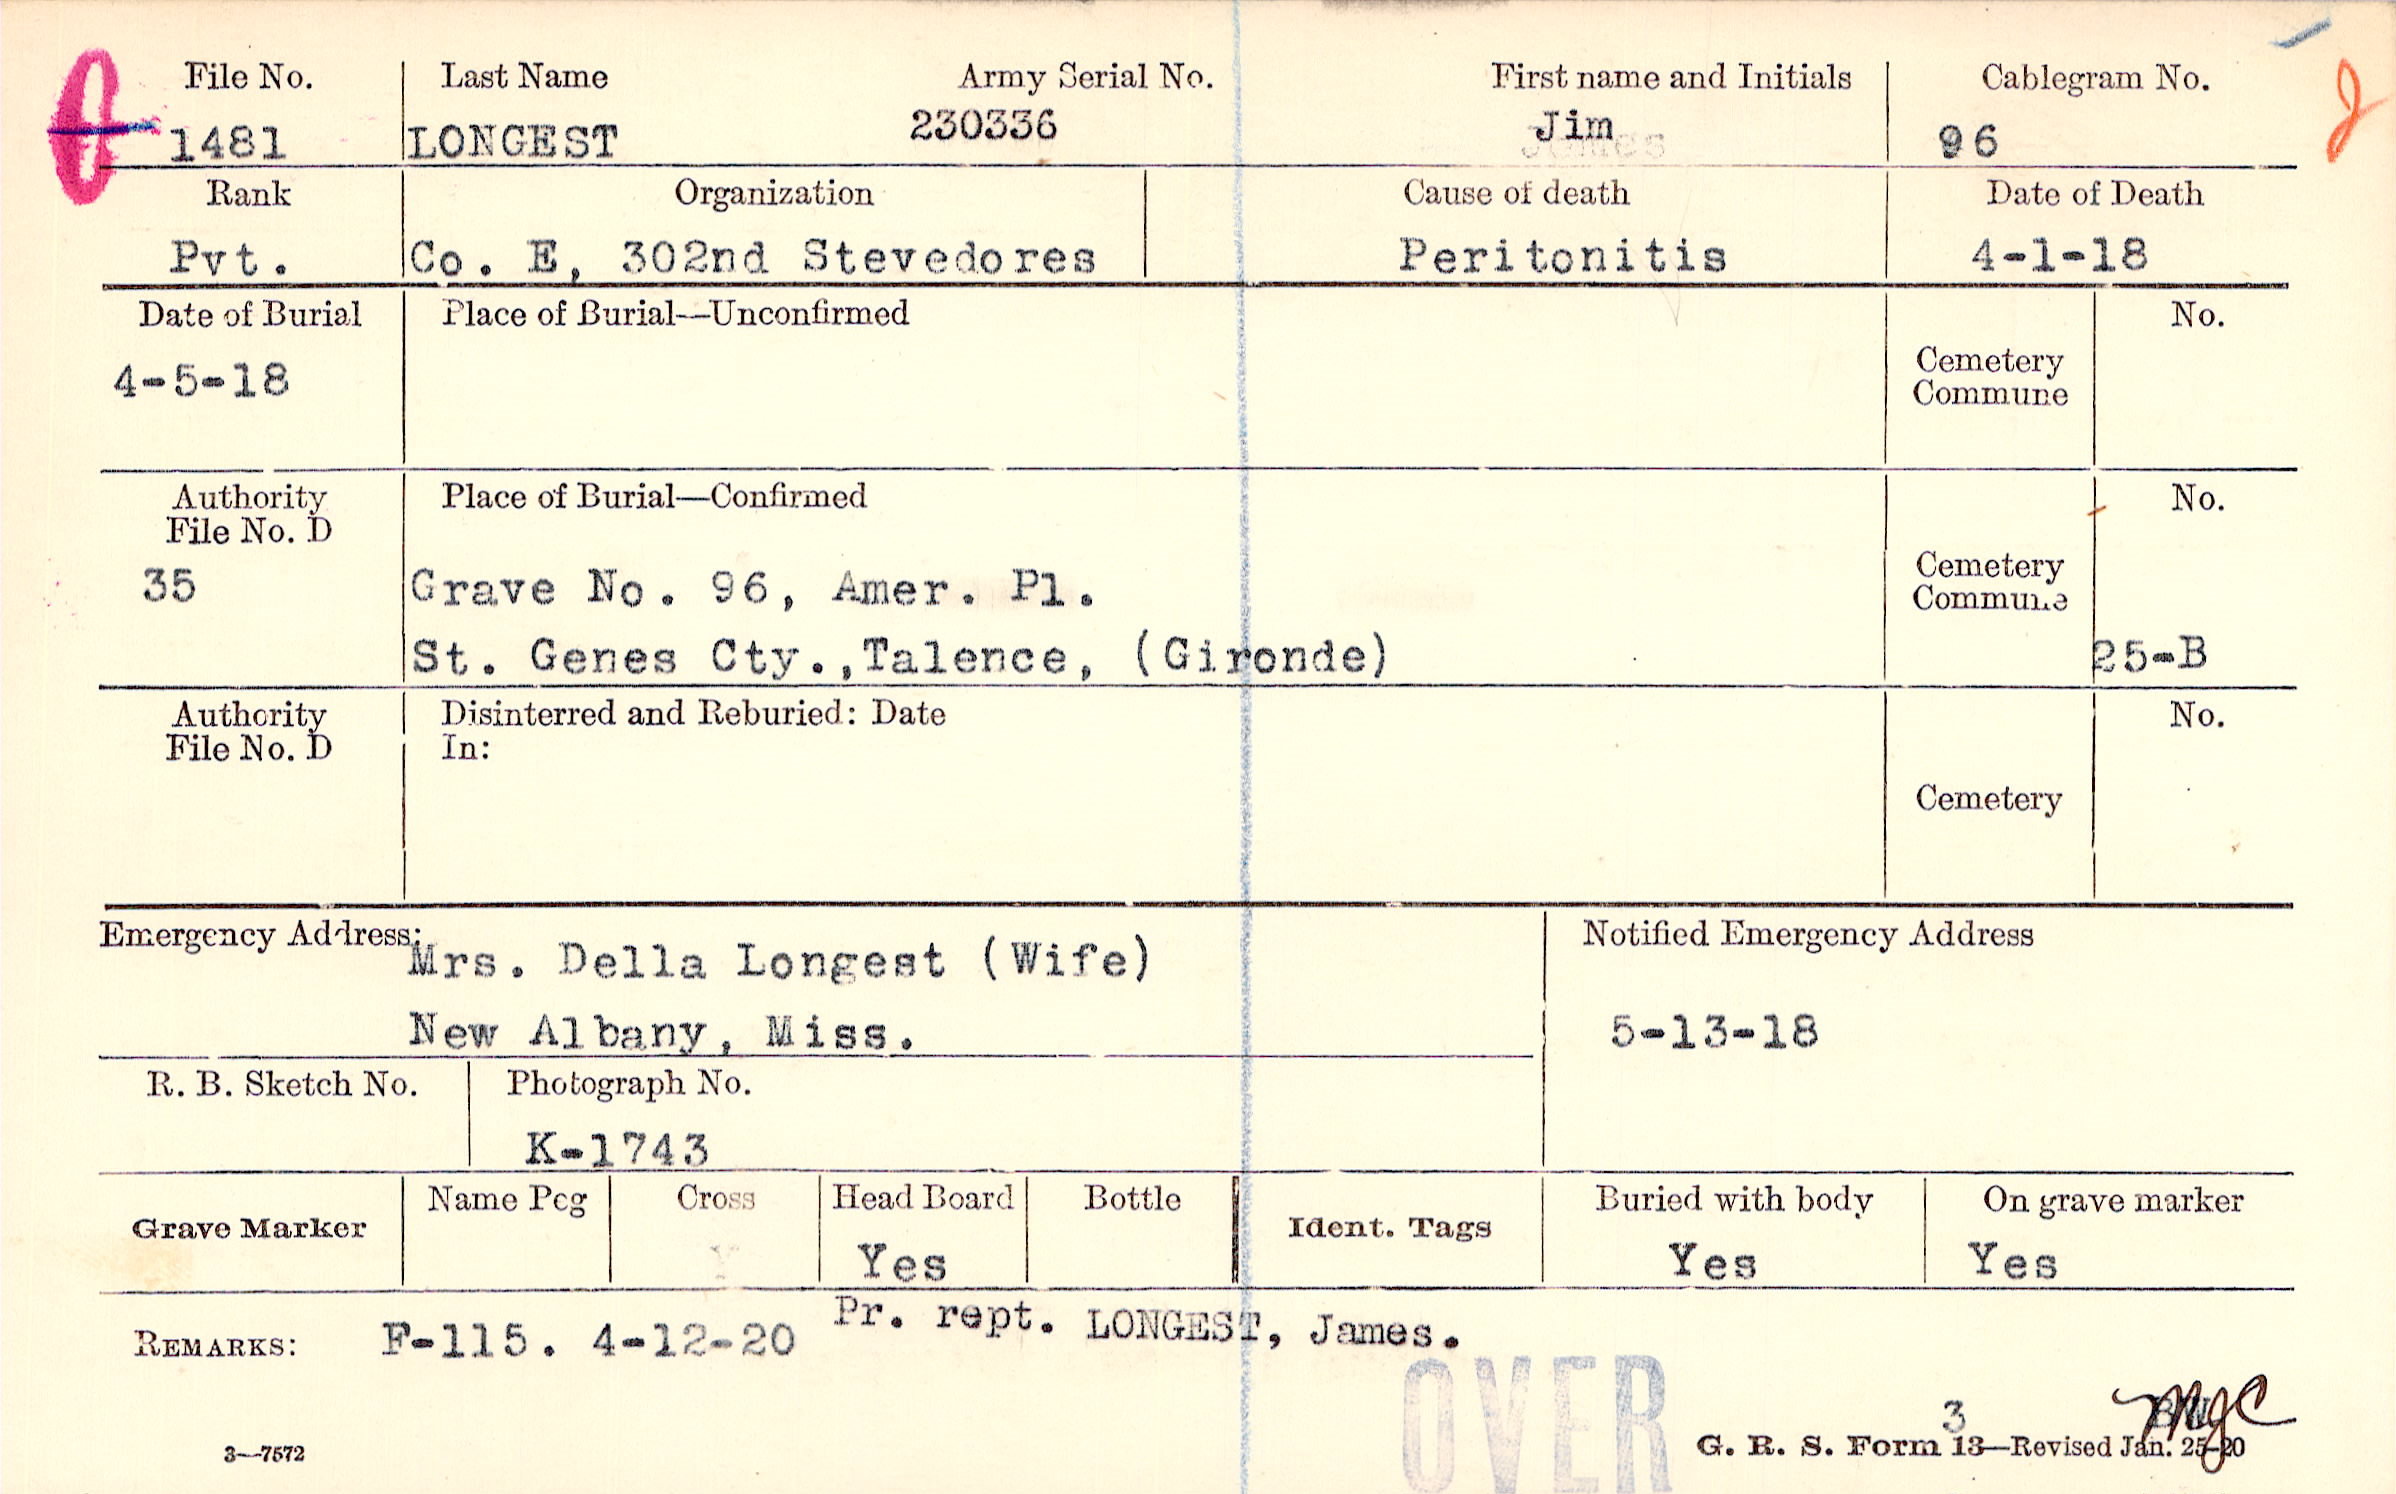 File No. Last Name Army Serial No. First name and Initials Cablegram No.
1481 LONGEST 230336 Jim 96
Rank Organization Cause of death Date of Death
Pvt. Co. E, 302nd Stevedores Peritonitis 4-1-18
Date of Burial Place of Burial—Unconfirmed No.
4-5-18
Cemetery
Commune
Authority Place of Burial—Confirmed No.
File No. D
35 Grave No. 96, Amer. Pl.
Cemetery
Commune
St. Genes Cty.,Talence, (Gironde) 25-B
Authority Disinterred and Reburied: Date No.
File No. D In:
Cemetery
Emergency Address: Notified Emergency Address
Mrs. Della Longest (Wife)
New Albany, Miss. 5-13-18
R. B. Sketch No. Photograph No.
K-1743
Grave Marker Name Peg Cross Head Board Bottle Ident. Tags Buried with body On grave marker
Yes Yes Yes
REMARKS: F-115. 4-12-20 Pr. rept. LONGEST, James.
OVER
3
3—7572 G. R. S. Form 13—Revised Jan. 25-20